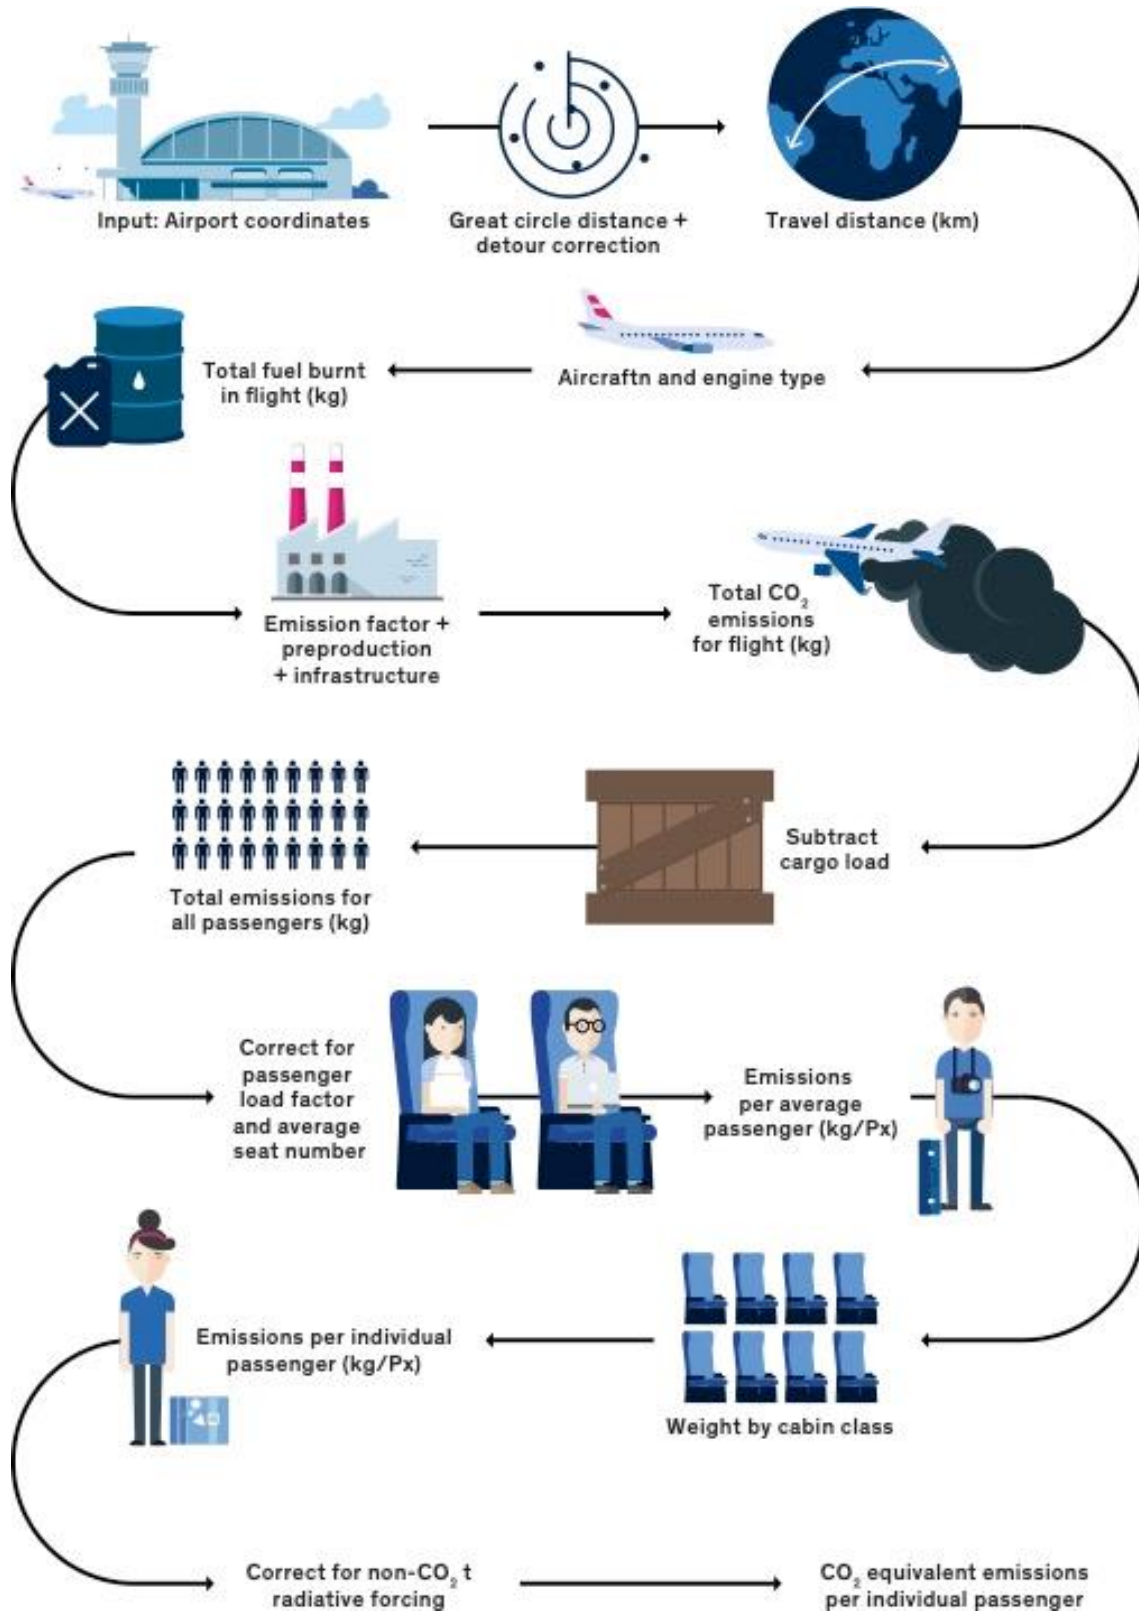 Input: Airport coordinates
Great circle distance +
detour correction
Travel distance (km)
Aircraftn and engine type
Total fuel burnt
in flight (kg)
Emission factor +
preproduction
+ infrastructure
Total CO₂
emissions
for flight (kg)
Subtract
cargo load
Total emissions for
all passengers (kg)
Correct for
passenger
load factor
and average
seat number
Emissions
per average
passenger (kg/Px)
Weight by cabin class
Emissions per individual
passenger (kg/Px)
Correct for non-CO₂ t
radiative forcing
CO₂ equivalent emissions
per individual passenger